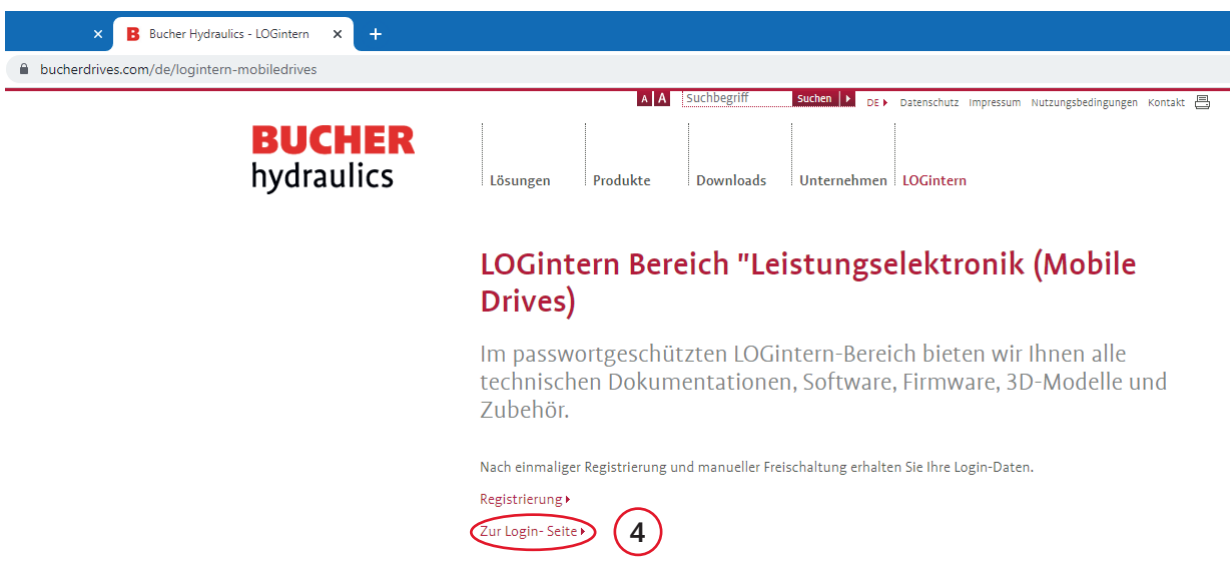 B Bucher Hydraulics - LOGintern
bucherdrives.com/de/logintern-mobiledrives
A A Suchbegriff Suchen DE Datenschutz Impressum Nutzungsbedingungen Kontakt
BUCHER
hydraulics
Lösungen Produkte Downloads Unternehmen LOGintern
LOGintern Bereich "Leistungselektronik (Mobile
Drives)
Im passwortgeschützten LOGintern-Bereich bieten wir Ihnen alle
technischen Dokumentationen, Software, Firmware, 3D-Modelle und
Zubehör.
Nach einmaliger Registrierung und manueller Freischaltung erhalten Sie Ihre Login-Daten.
Registrierung
Zur Login- Seite 4